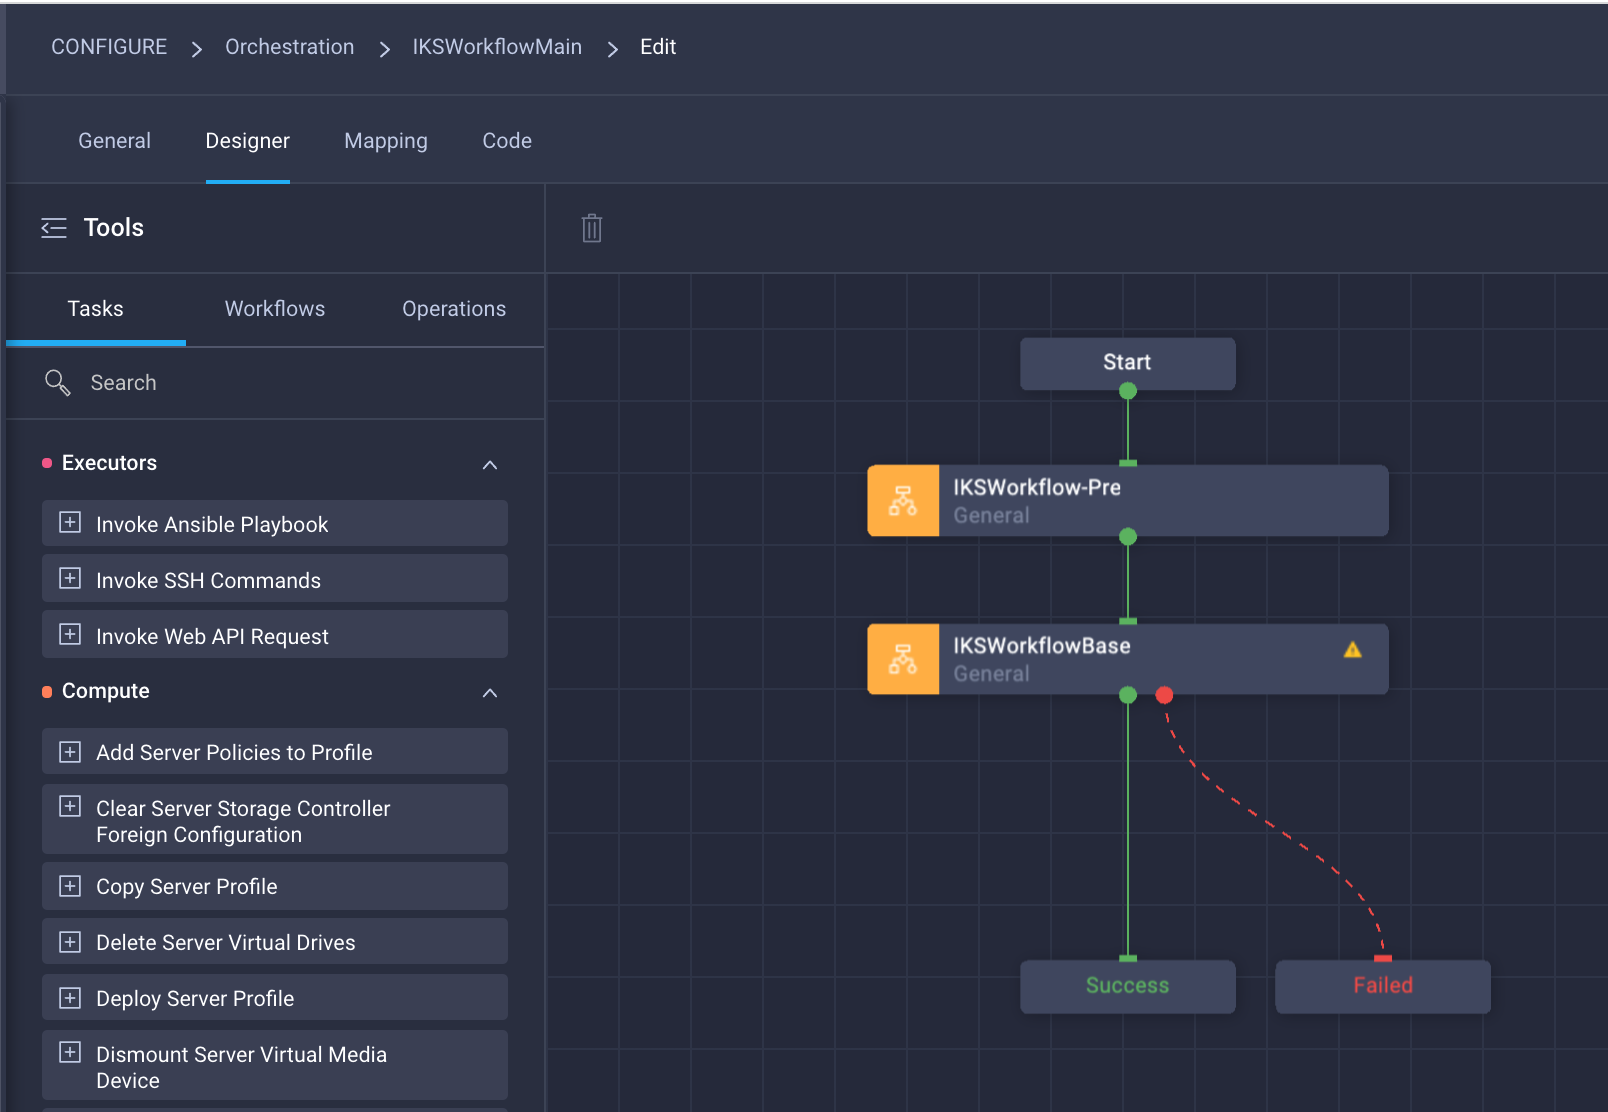 CONFIGURE > Orchestration > IKSWorkflowMain > Edit
General Designer Mapping Code
Tools
Tasks Workflows Operations
Search
Executors
Invoke Ansible Playbook
Invoke SSH Commands
Invoke Web API Request
Compute
Add Server Policies to Profile
Clear Server Storage Controller
Foreign Configuration
Copy Server Profile
Delete Server Virtual Drives
Deploy Server Profile
Dismount Server Virtual Media
Device
Start
IKSWorkflow-Pre
General
IKSWorkflowBase
General
Success
Failed